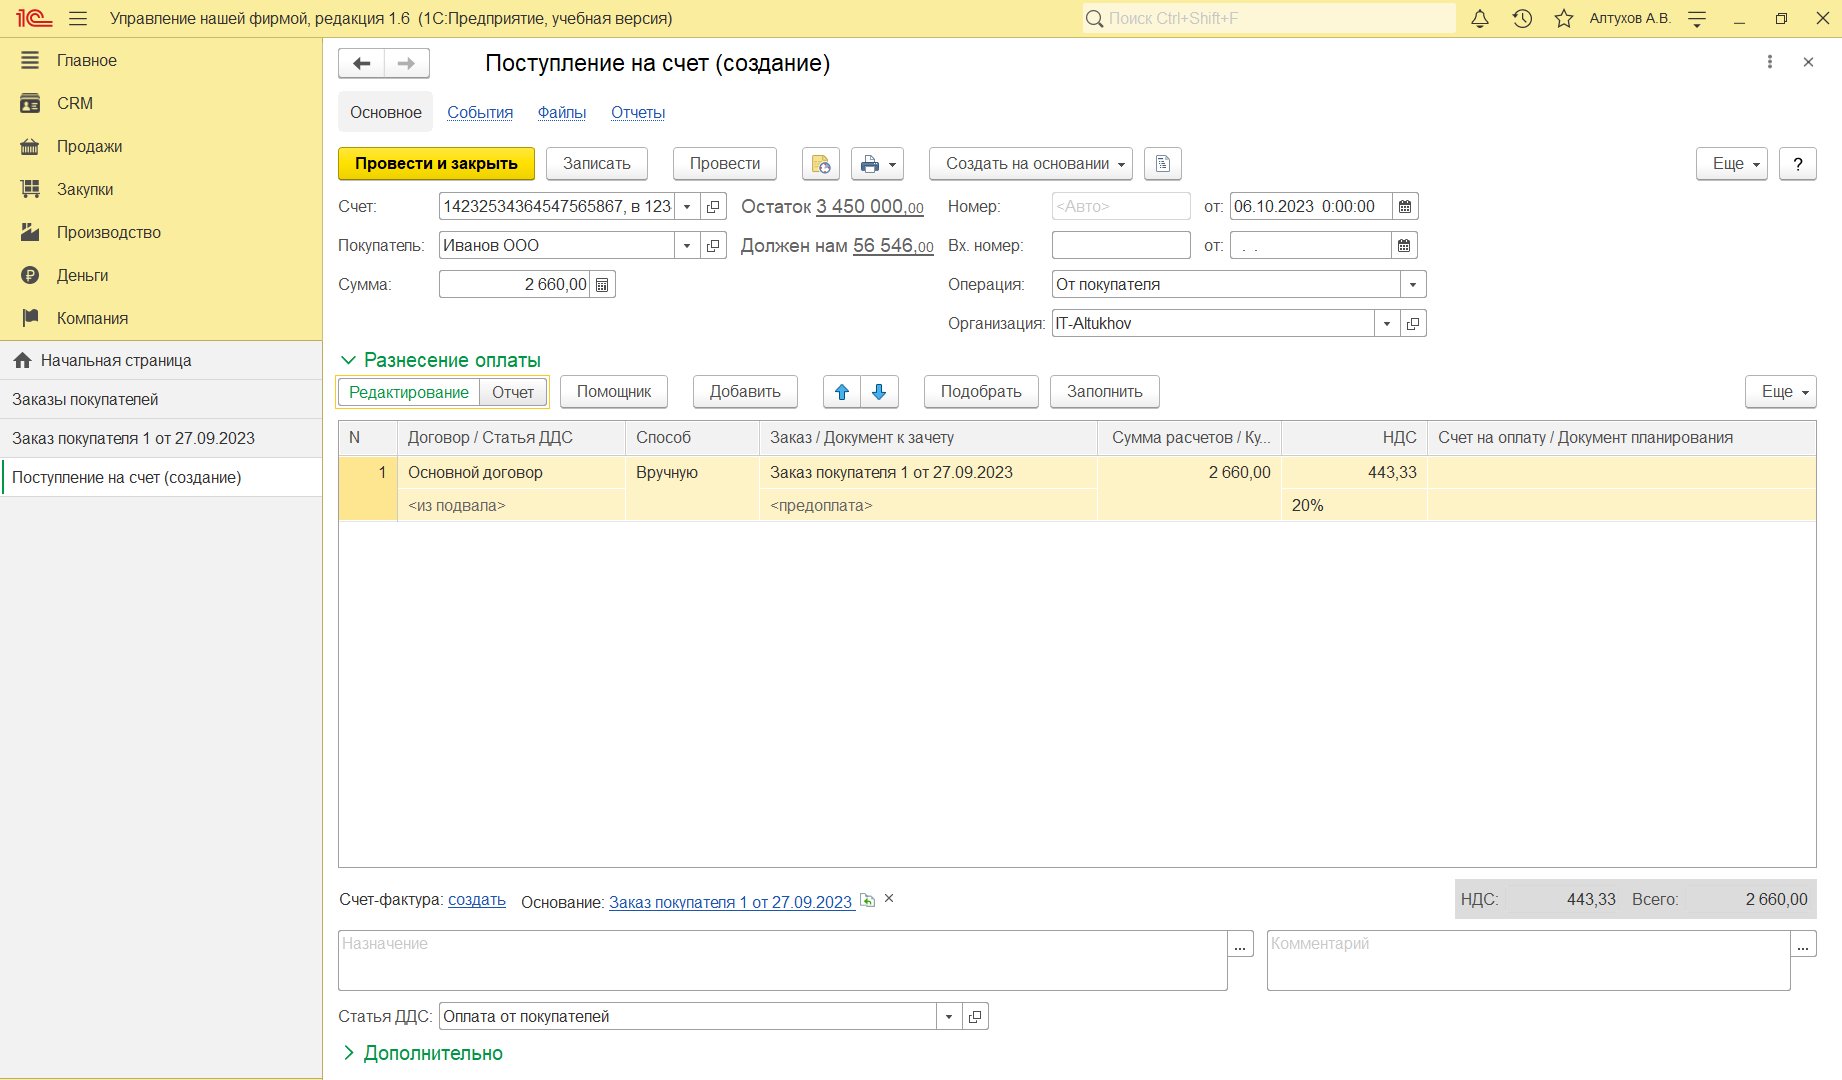 1С Управление нашей фирмой, редакция 1.6 (1С:Предприятие, учебная версия) Поиск Ctrl+Shift+F Алтухов А.В.
Главное
CRM
Продажи
Закупки
Производство
Деньги
Компания
Начальная страница
Заказы покупателей
Заказ покупателя 1 от 27.09.2023
Поступление на счет (создание)
Поступление на счет (создание)
Основное События Файлы Отчеты
Провести и закрыть Записать Провести Создать на основании Еще ?
Счет: 14232534364547565867, в 123 Остаток 3 450 000,00 Номер: <Авто> от: 06.10.2023 0:00:00
Покупатель: Иванов ООО Должен нам 56 546,00 Вх. номер: от: . .
Сумма: 2 660,00 Операция: От покупателя
Организация: IT-Altukhov
Разнесение оплаты
Редактирование Отчет Помощник Добавить Подобрать Заполнить Еще
N Договор / Статья ДДС Способ Заказ / Документ к зачету Сумма расчетов / Ку... НДС Счет на оплату / Документ планирования
1 Основной договор Вручную Заказ покупателя 1 от 27.09.2023 2 660,00 443,33
<из подвала> <предоплата> 20%
Счет-фактура: создать Основание: Заказ покупателя 1 от 27.09.2023 НДС: 443,33 Всего: 2 660,00
Назначение ... Комментарий ...
Статья ДДС: Оплата от покупателей
Дополнительно